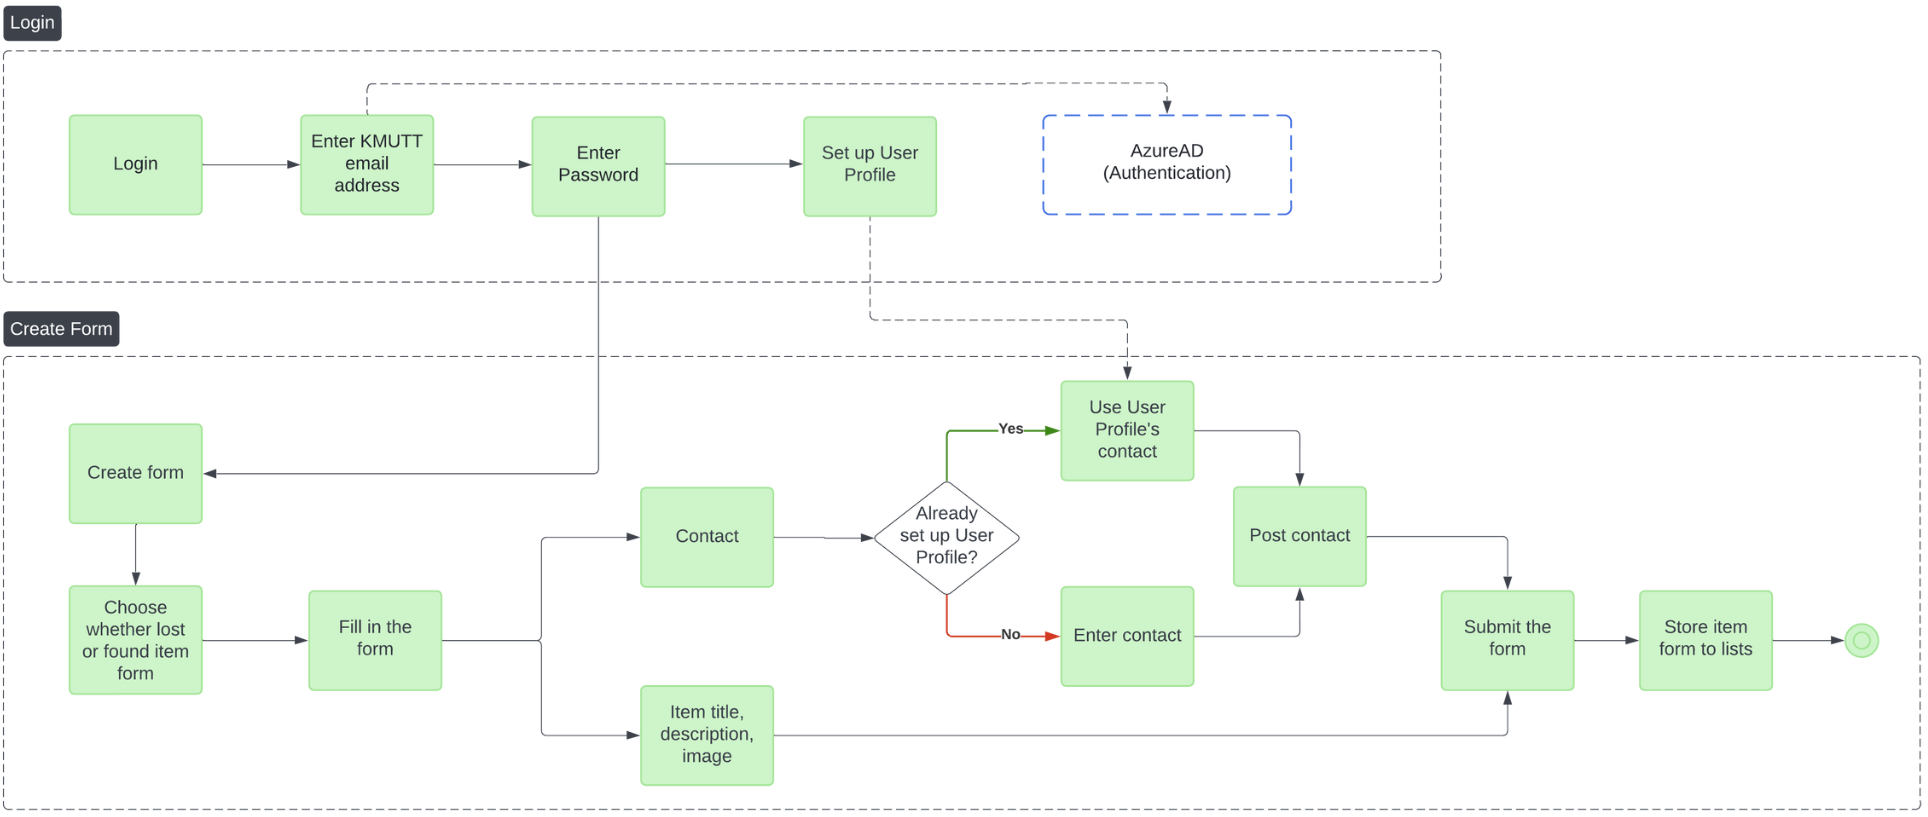 Login
Login
Enter KMUTT
email
address
Enter
Password
Set up User
Profile
AzureAD
(Authentication)
Create Form
Create form
Choose
whether lost
or found item
form
Fill in the
form
Contact
Item title,
description,
image
Already
set up User
Profile?
Yes
No
Use User
Profile's
contact
Enter contact
Post contact
Submit the
form
Store item
form to lists